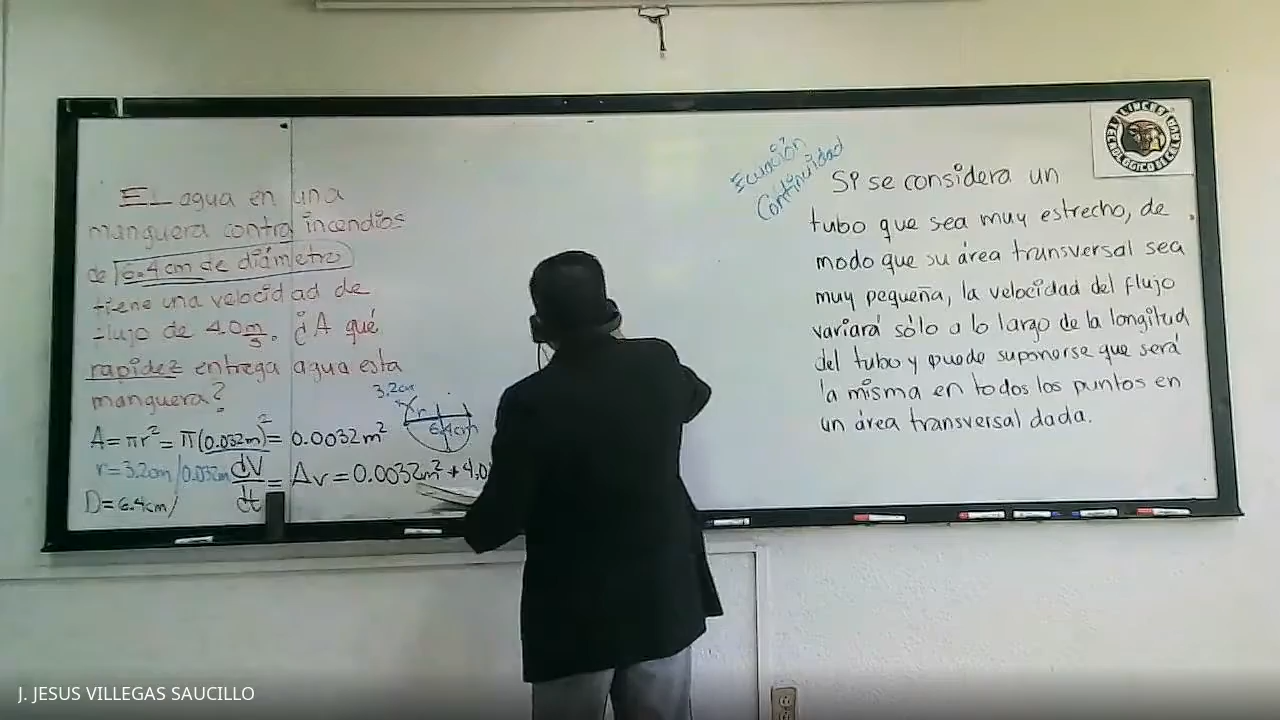 EL agua en una
manguera contra incendios
de 6.4 cm de diámetro
tiene una velocidad de
flujo de 4.0 m/s. ¿A qué
rapidez entrega agua esta
manguera?
3.2cm
r
6.4cm
A = πr² = π(0.032m)² = 0.0032m²
r = 3.2cm/0.032m
dV/dt = Av = 0.0032m² * 4.0
D = 6.4cm/
Ecuación
Continuidad
Si se considera un
tubo que sea muy estrecho, de
modo que su área transversal sea
muy pequeña, la velocidad del flujo
variará sólo a lo largo de la longitud
del tubo y puede suponerse que será
la misma en todos los puntos en
un área transversal dada.
J. JESUS VILLEGAS SAUCILLO